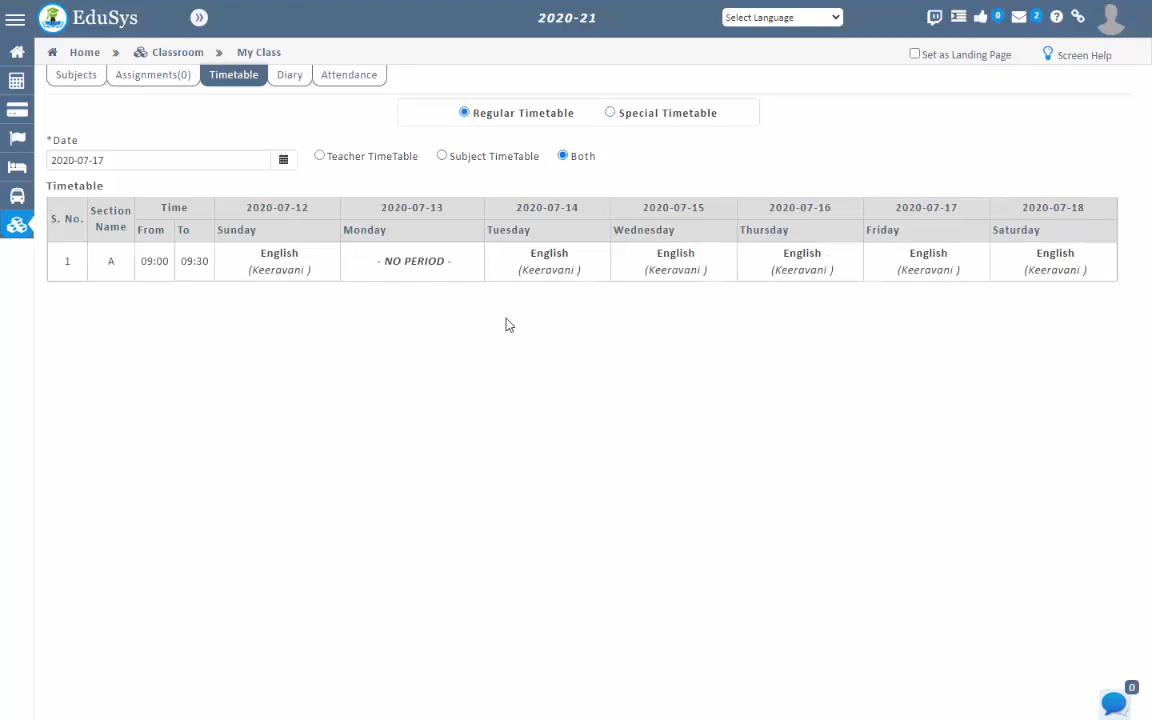 EduSys 2020-21 Select Language 0 2
Home » Classroom » My Class Set as Landing Page Screen Help
Subjects Assignments(0) Timetable Diary Attendance
Regular Timetable Special Timetable
*Date
2020-07-17 Teacher TimeTable Subject TimeTable Both
Timetable
S. No. Section Name Time 2020-07-12 2020-07-13 2020-07-14 2020-07-15 2020-07-16 2020-07-17 2020-07-18
From To Sunday Monday Tuesday Wednesday Thursday Friday Saturday
1 A 09:00 09:30 English - NO PERIOD - English English English English English
(Keeravani ) (Keeravani ) (Keeravani ) (Keeravani ) (Keeravani ) (Keeravani )
0